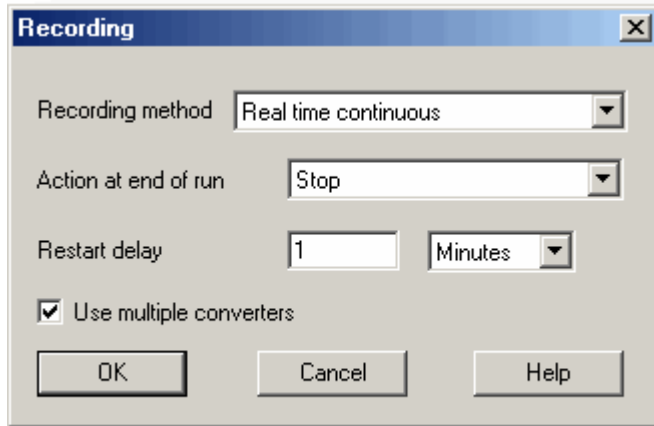 Recording
Recording method Real time continuous
Action at end of run Stop
Restart delay 1 Minutes
Use multiple converters
OK Cancel Help